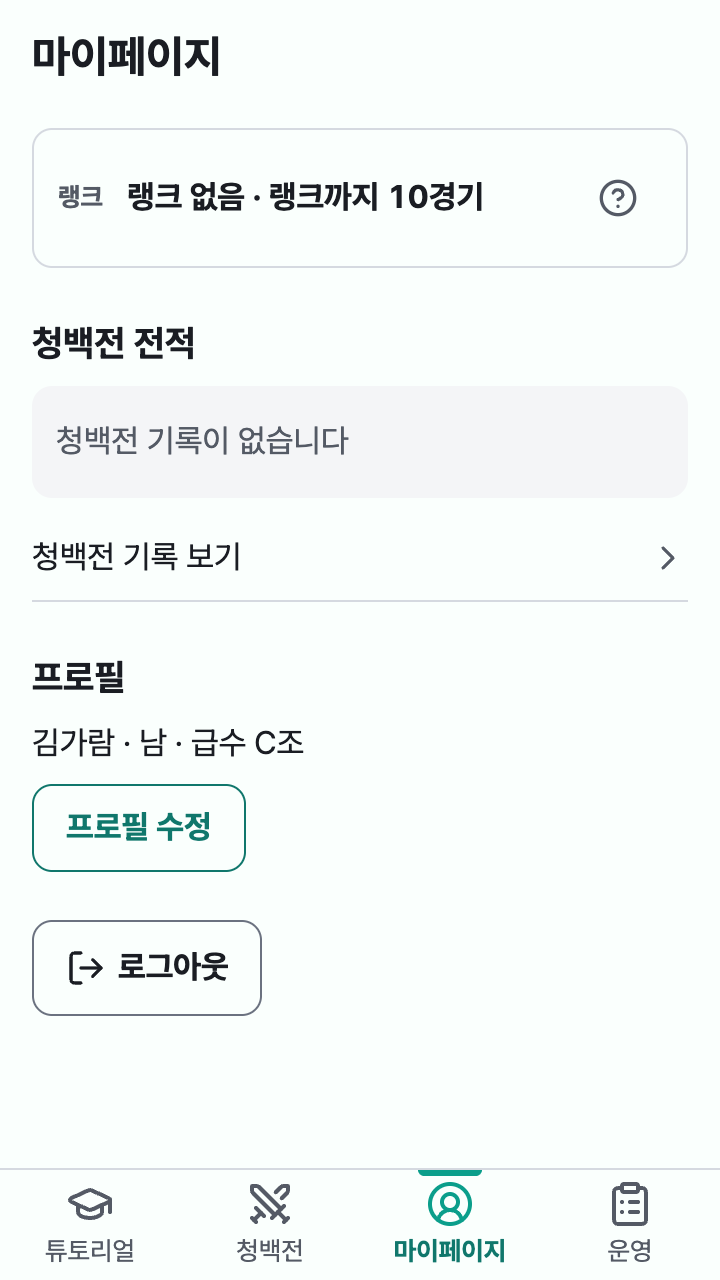 마이페이지
랭크 랭크 없음 · 랭크까지 10경기
청백전 전적
청백전 기록이 없습니다
청백전 기록 보기
프로필
김가람 · 남 · 급수 C조
프로필 수정
로그아웃
튜토리얼 청백전 마이페이지 운영